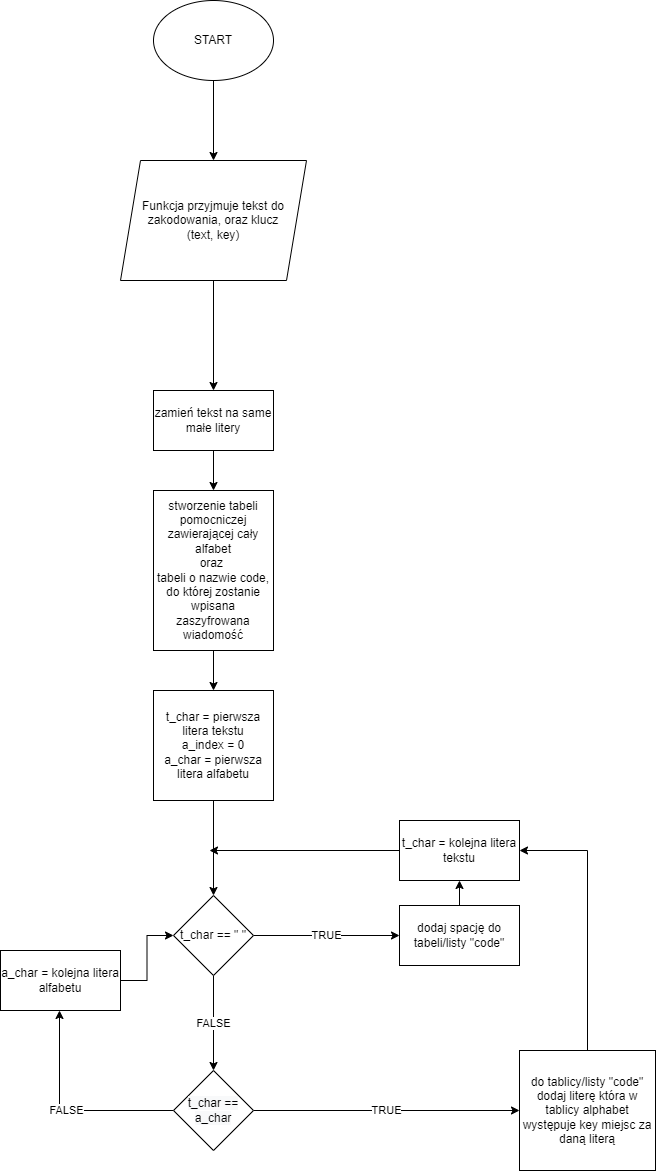 START
Funkcja przyjmuje tekst do
zakodowania, oraz klucz
(text, key)
zamień tekst na same
małe litery
stworzenie tabeli
pomocniczej
zawierającej cały
alfabet
oraz
tabeli o nazwie code,
do której zostanie
wpisana
zaszyfrowana
wiadomość
t_char = pierwsza
litera tekstu
a_index = 0
a_char = pierwsza
litera alfabetu
t_char = kolejna litera
tekstu
t_char == " "
TRUE
dodaj spację do
tabeli/listy "code"
a_char = kolejna litera
alfabetu
FALSE
t_char ==
a_char
FALSE
TRUE
do tablicy/listy "code"
dodaj literę która w
tablicy alphabet
występuje key miejsc za
daną literą